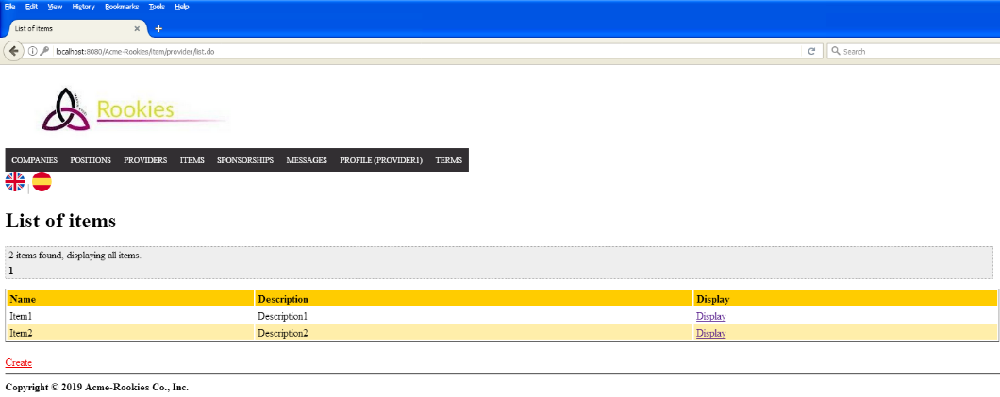 File Edit View History Bookmarks Tools Help
List of items
localhost:8080/Acme-Rookies/item/provider/list.do
Search
Rookies
COMPANIES POSITIONS PROVIDERS ITEMS SPONSORSHIPS MESSAGES PROFILE (PROVIDER1) TERMS
|
List of items
2 items found, displaying all items.
1
Name Description Display
Item1 Description1 Display
Item2 Description2 Display
Create
Copyright © 2019 Acme-Rookies Co., Inc.